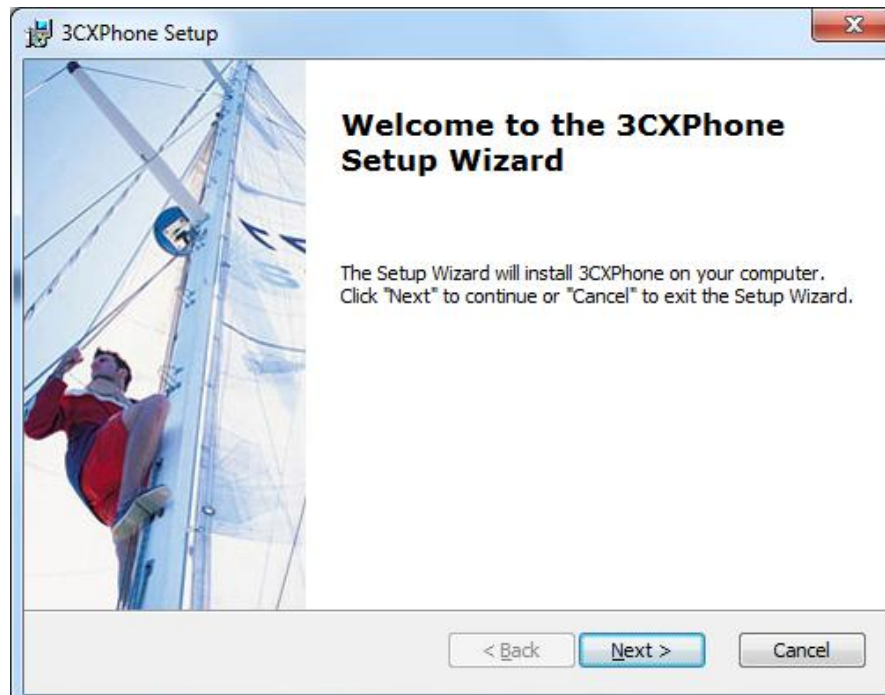 3CXPhone Setup
Welcome to the 3CXPhone
Setup Wizard
The Setup Wizard will install 3CXPhone on your computer.
Click "Next" to continue or "Cancel" to exit the Setup Wizard.
< Back Next > Cancel